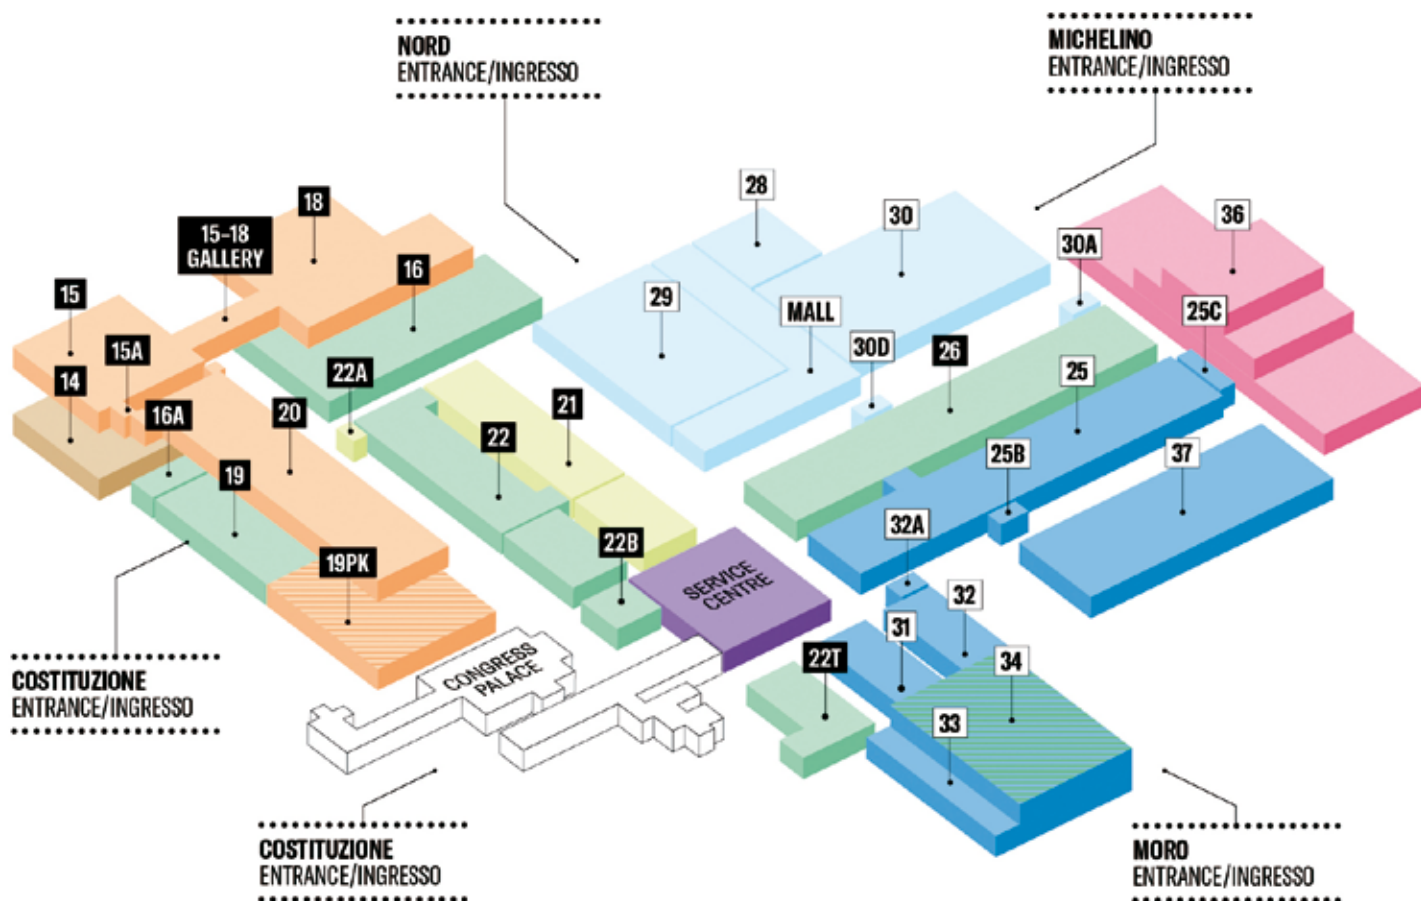 NORD
ENTRANCE/INGRESSO
MICHELINO
ENTRANCE/INGRESSO
28
18
30
36
15-18
GALLERY
30A
16
15
29
MALL
25C
15A
30D
26
25
14
22A
16A
20
21
22
19
25B
37
32A
22B
19PK
SERVICE
CENTRE
32
31
CONGRESS
PALACE
22T
34
33
COSTITUZIONE
ENTRANCE/INGRESSO
COSTITUZIONE
ENTRANCE/INGRESSO
MORO
ENTRANCE/INGRESSO